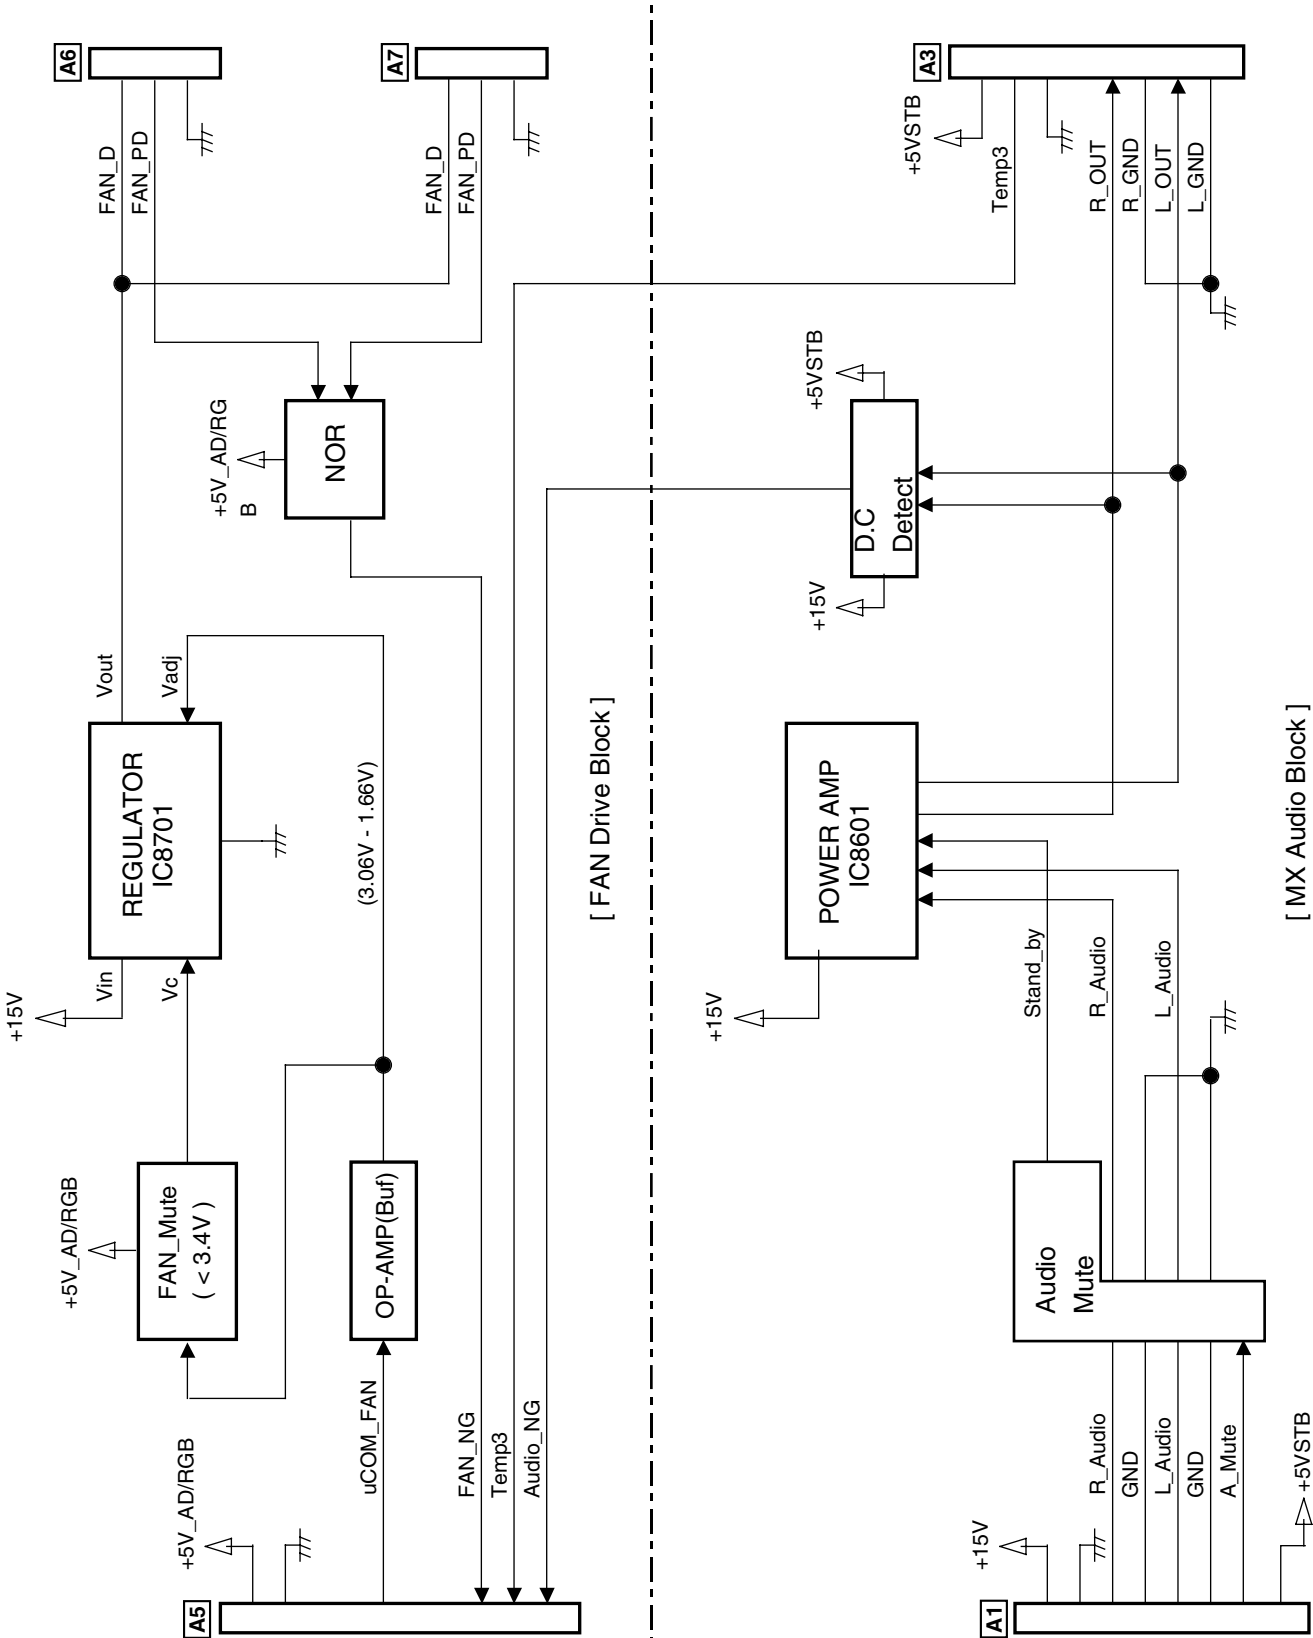 A6
A7
A3
FAN_D
FAN_PD
FAN_D
FAN_PD
+5VSTB
Temp3
R_OUT
R_GND
L_OUT
L_GND
+5V_AD/RG
B
NOR
+5VSTB
D.C
Detect
+15V
Vout
Vadj
REGULATOR
IC8701
Vin
Vc
+15V
(3.06V - 1.66V)
[ FAN Drive Block ]
POWER AMP
IC8601
+15V
Stand_by
R_Audio
L_Audio
[ MX Audio Block ]
+5V_AD/RGB
FAN_Mute
( < 3.4V )
OP-AMP(Buf)
Audio
Mute
+5V_AD/RGB
uCOM_FAN
FAN_NG
Temp3
Audio_NG
+15V
R_Audio
GND
L_Audio
GND
A_Mute
+5VSTB
A5
A1